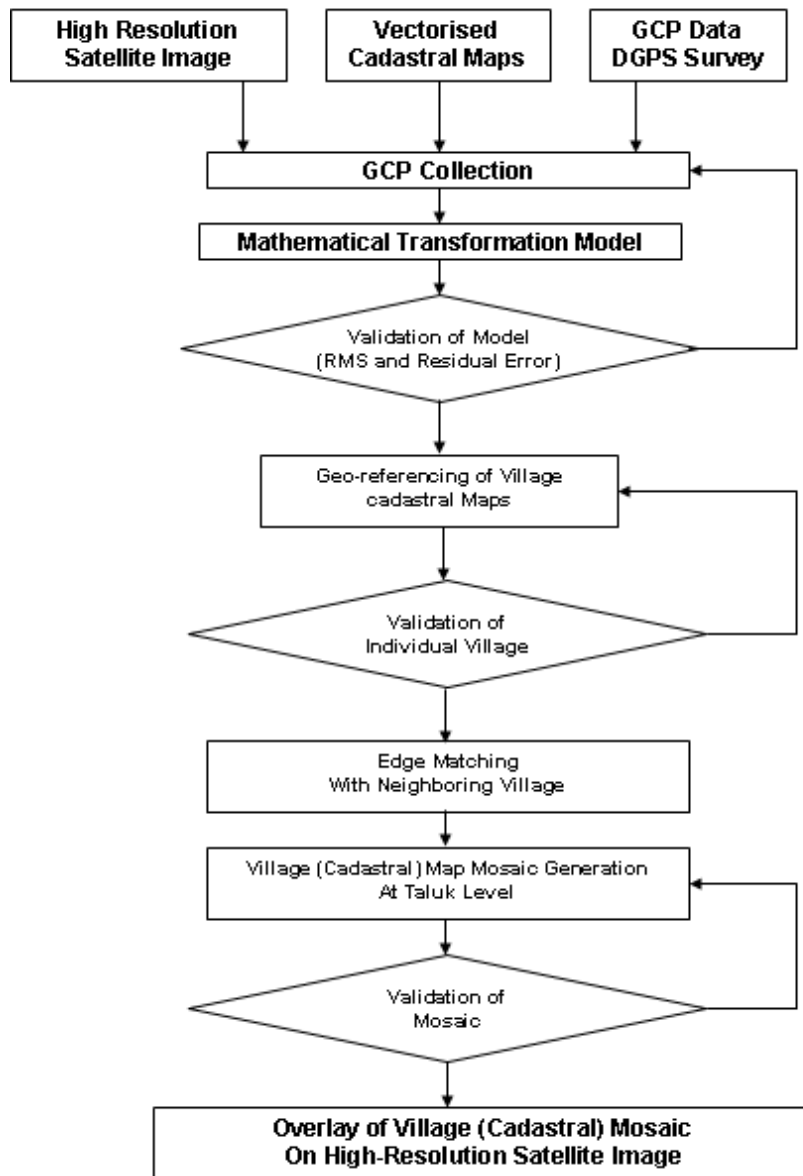 High Resolution
Satellite Image
Vectorised
Cadastral Maps
GCP Data
DGPS Survey
GCP Collection
Mathematical Transformation Model
Validation of Model
(RMS and Residual Error)
Geo-referencing of Village
cadastral Maps
Validation of
Individual Village
Edge Matching
With Neighboring Village
Village (Cadastral) Map Mosaic Generation
At Taluk Level
Validation of
Mosaic
Overlay of Village (Cadastral) Mosaic
On High-Resolution Satellite Image